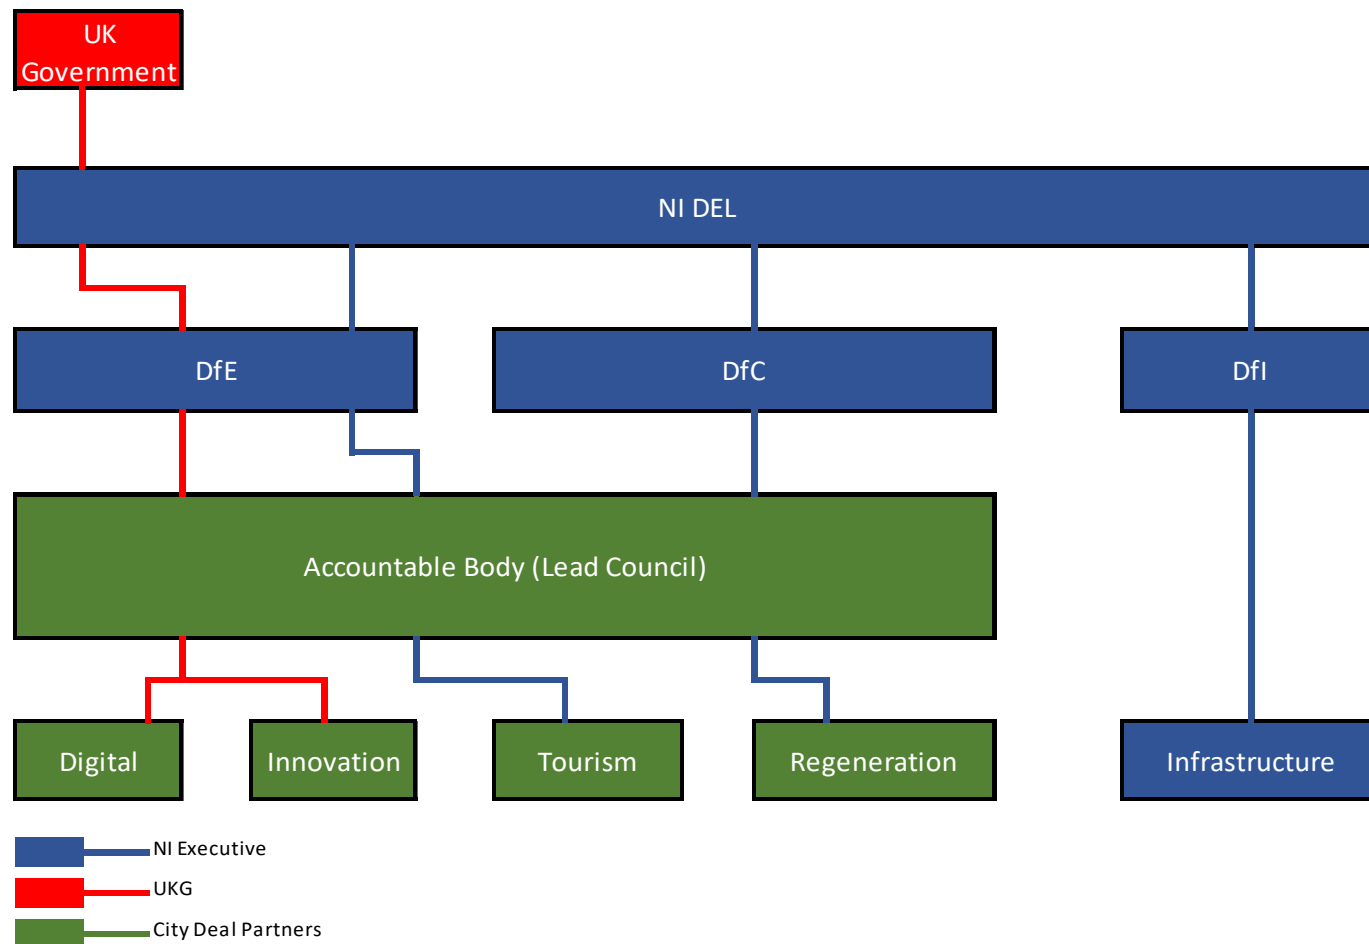 UK
Government
NI DEL
DfE
DfC
DfI
Accountable Body (Lead Council)
Digital
Innovation
Tourism
Regeneration
Infrastructure
NI Executive
UKG
City Deal Partners